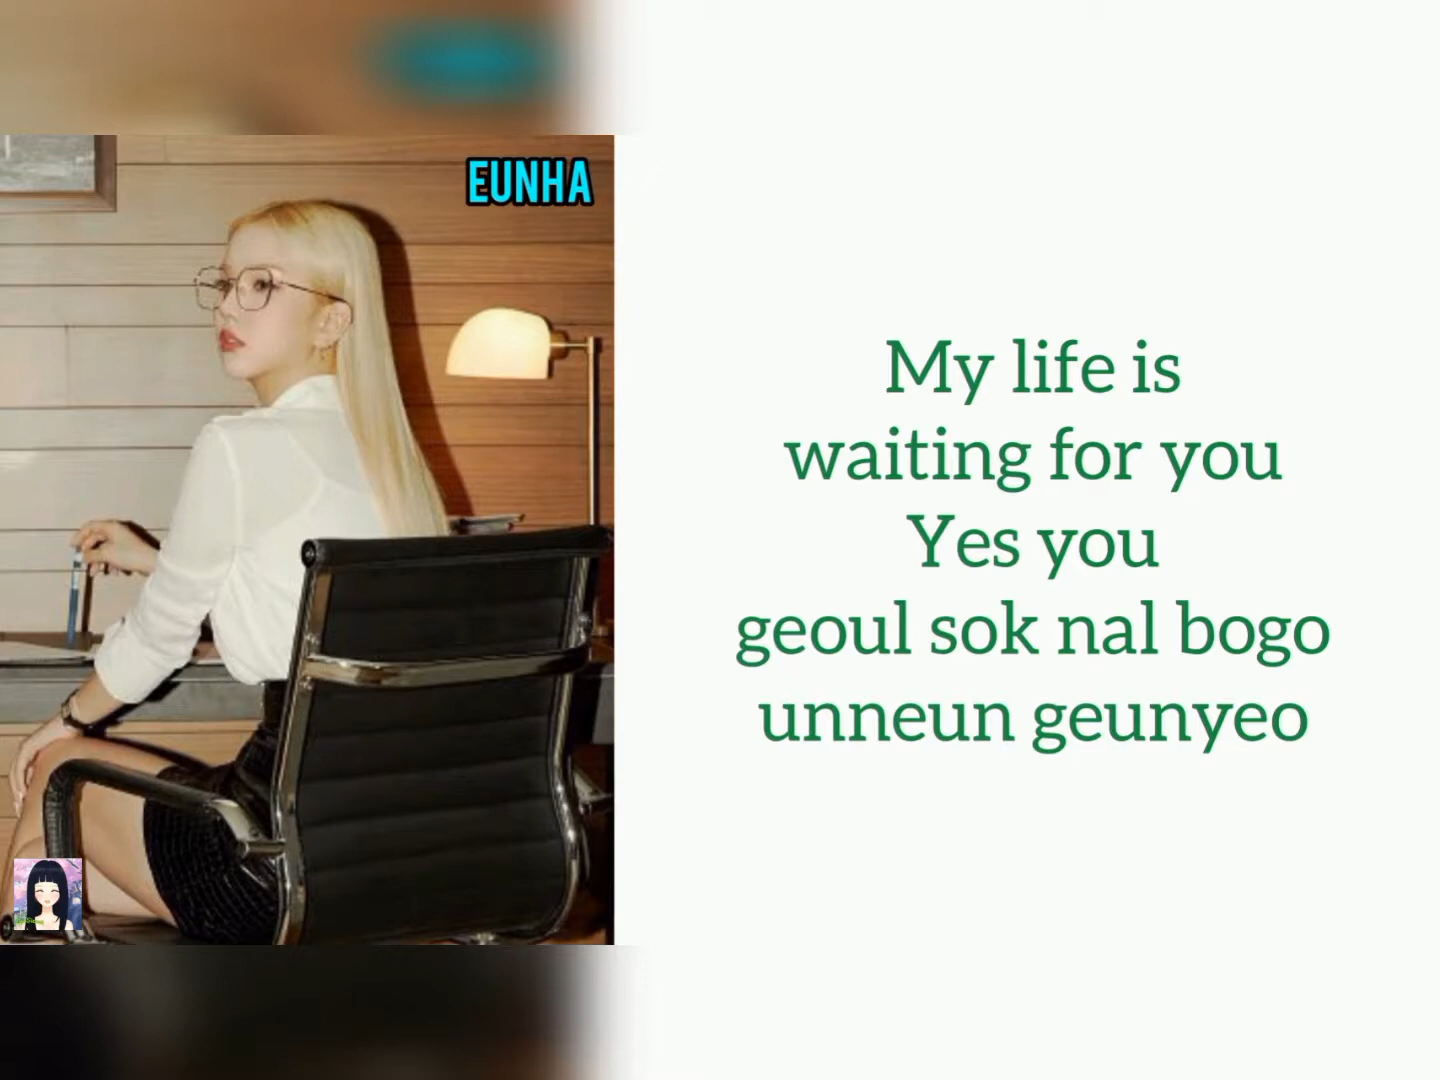 EUNHA
My life is
waiting for you
Yes you
geoul sok nal bogo
unneun geunyeo